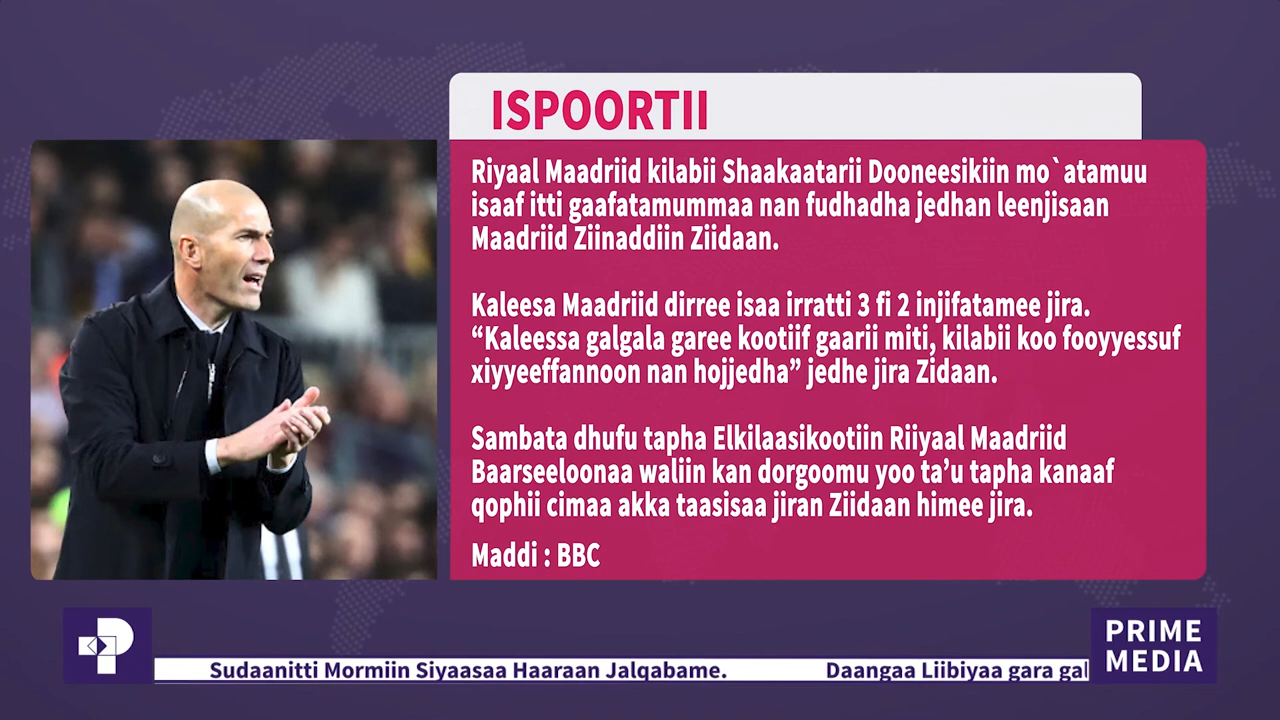 ISPOORTII
Riyaal Maadriid kilabii Shaakaatarii Dooneesikiin mo`atamuu
isaaf itti gaafatamummaa nan fudhadha jedhan leenjisaan
Maadriid Ziinaddiin Ziidaan.
Kaleesa Maadriid dirree isaa irratti 3 fi 2 injifatamee jira.
“Kaleessa galgala garee kootiif gaarii miti, kilabii koo fooyyessuf
xiyyeeffannoon nan hojjedha” jedhe jira Zidaan.
Sambata dhufu tapha Elkilaasikootiin Riiyaal Maadriid
Baarseeloonaa waliin kan dorgoomu yoo ta’u tapha kanaaf
qophii cimaa akka taasisaa jiran Ziidaan himee jira.
Maddi : BBC
PRIME
MEDIA
Sudaanitti Mormiin Siyaasaa Haaraan Jalqabame. Daangaa Liibiyaa gara gal